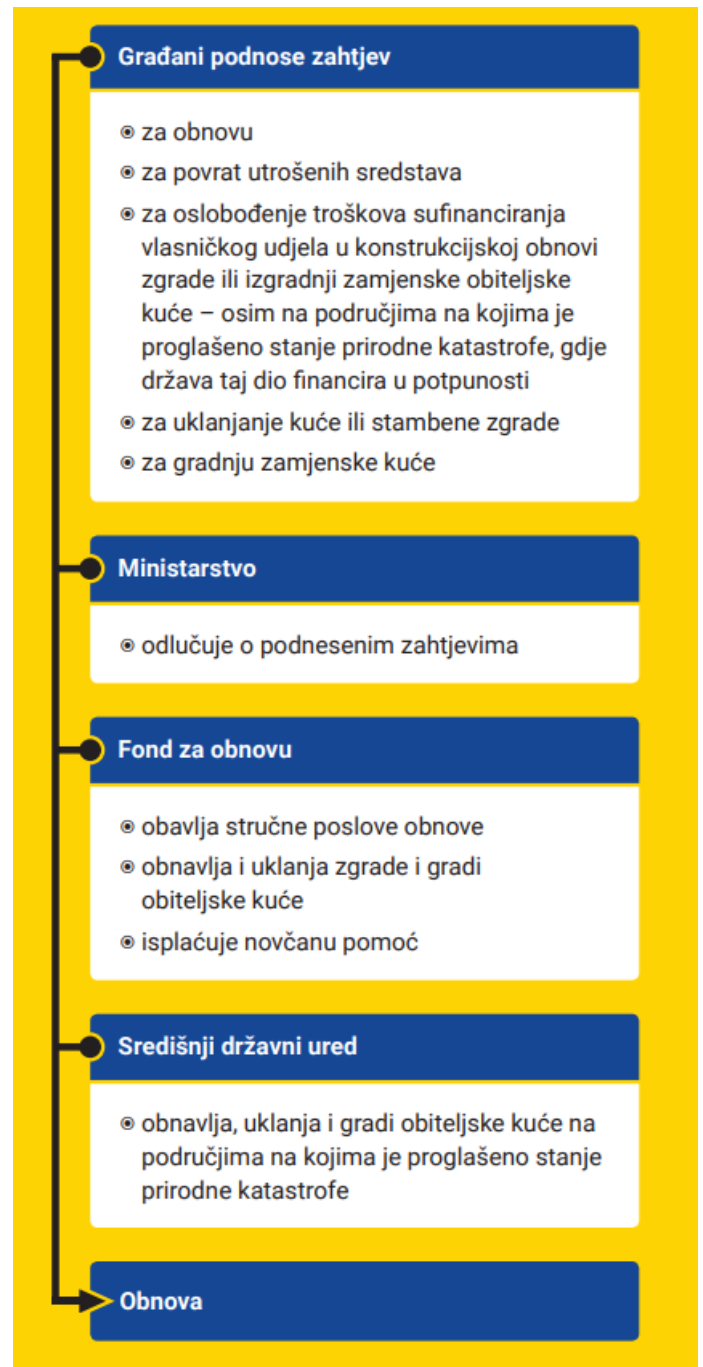 Građani podnose zahtjev
◉ za obnovu
◉ za povrat utrošenih sredstava
◉ za oslobođenje troškova sufinanciranja
vlasničkog udjela u konstrukcijskoj obnovi
zgrade ili izgradnji zamjenske obiteljske
kuće – osim na područjima na kojima je
proglašeno stanje prirodne katastrofe, gdje
država taj dio financira u potpunosti
◉ za uklanjanje kuće ili stambene zgrade
◉ za gradnju zamjenske kuće
Ministarstvo
◉ odlučuje o podnesenim zahtjevima
Fond za obnovu
◉ obavlja stručne poslove obnove
◉ obnavlja i uklanja zgrade i gradi
obiteljske kuće
◉ isplaćuje novčanu pomoć
Središnji državni ured
◉ obnavlja, uklanja i gradi obiteljske kuće na
područjima na kojima je proglašeno stanje
prirodne katastrofe
Obnova